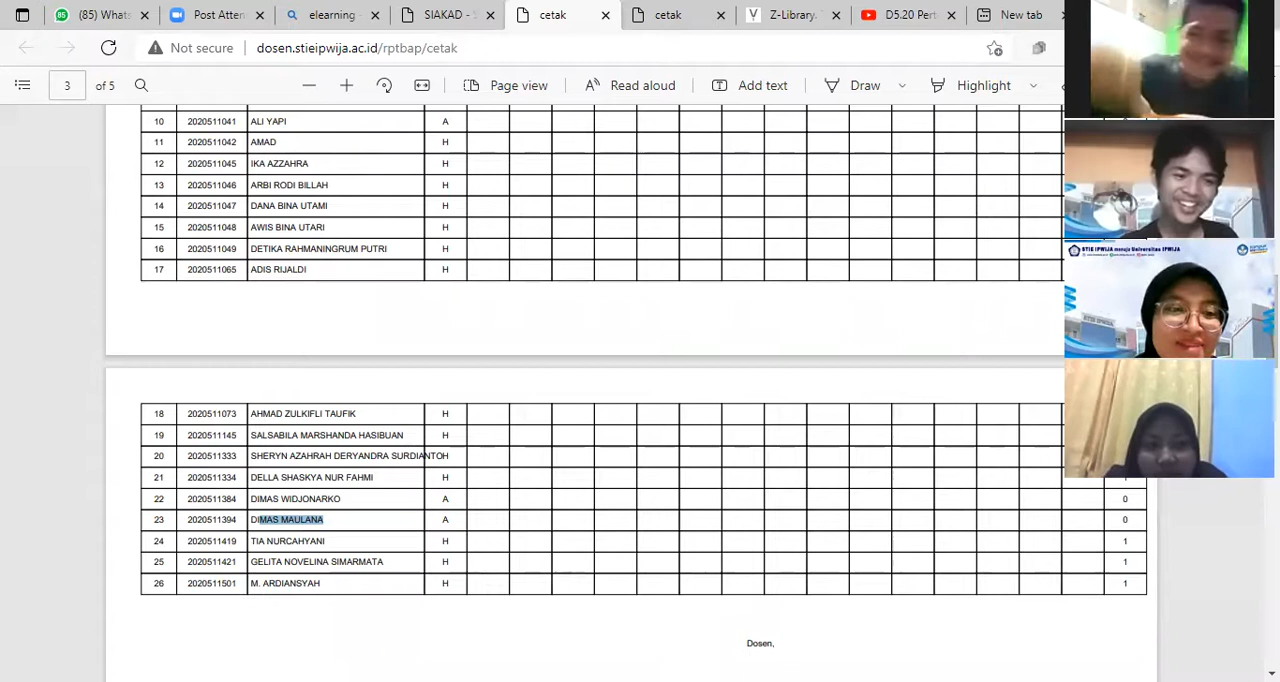 (85) Whats
Post Atten
elearning -
SIAKAD - S
cetak
cetak
Z-Library.
D5.20 Pert
New tab
Not secure dosen.stieipwija.ac.id/rptbap/cetak
3 of 5 Page view Read aloud Add text Draw Highlight
10 2020511041 ALI YAPI A
11 2020511042 AMAD H
12 2020511045 IKA AZZAHRA H
13 2020511046 ARBI RODI BILLAH H
14 2020511047 DANA BINA UTAMI H
15 2020511048 AWIS BINA UTARI H
16 2020511049 DETIKA RAHMANINGRUM PUTRI H
17 2020511065 ADIS RIJALDI H
18 2020511073 AHMAD ZULKIFLI TAUFIK H
19 2020511145 SALSABILA MARSHANDA HASIBUAN H
20 2020511333 SHERYN AZAHRAH DERYANDRA SURDIANTO H
21 2020511334 DELLA SHASKYA NUR FAHMI H
22 2020511384 DIMAS WIDJONARKO A 0
23 2020511394 DIMAS MAULANA A 0
24 2020511419 TIA NURCAHYANI H 1
25 2020511421 GELITA NOVELINA SIMARMATA H 1
26 2020511501 M. ARDIANSYAH H 1
Dosen,
STIE IPWIJA menuju Universitas IPWIJA